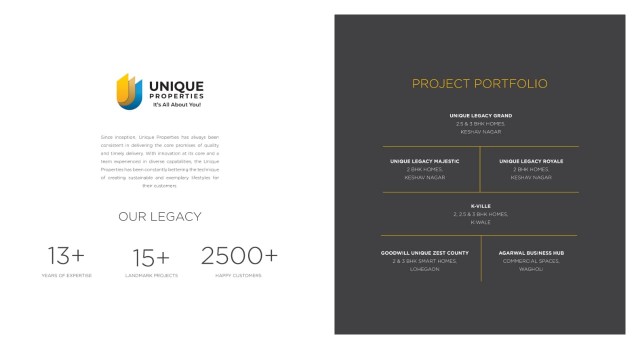 UNIQUE
PROPERTIES
It's All About You!
Since inception, Unique Properties has always been
consistent in delivering the core promises of quality
and timely delivery. With innovation at its core and a
team experienced in diverse capabilities, the Unique
Properties has been constantly bettering the technique
of creating sustainable and exemplary lifestyles for
their customers.
OUR LEGACY
13+
YEARS OF EXPERTISE
15+
LANDMARK PROJECTS
2500+
HAPPY CUSTOMERS
PROJECT PORTFOLIO
UNIQUE LEGACY GRAND
2.5 & 3 BHK HOMES,
KESHAV NAGAR
UNIQUE LEGACY MAJESTIC
2 BHK HOMES,
KESHAV NAGAR
UNIQUE LEGACY ROYALE
2 BHK HOMES,
KESHAV NAGAR
K-VILLE
2, 2.5 & 3 BHK HOMES,
KIWALE
GOODWILL UNIQUE ZEST COUNTY
2 & 3 BHK SMART HOMES,
LOHEGAON
AGARWAL BUSINESS HUB
COMMERCIAL SPACES,
WAGHOLI